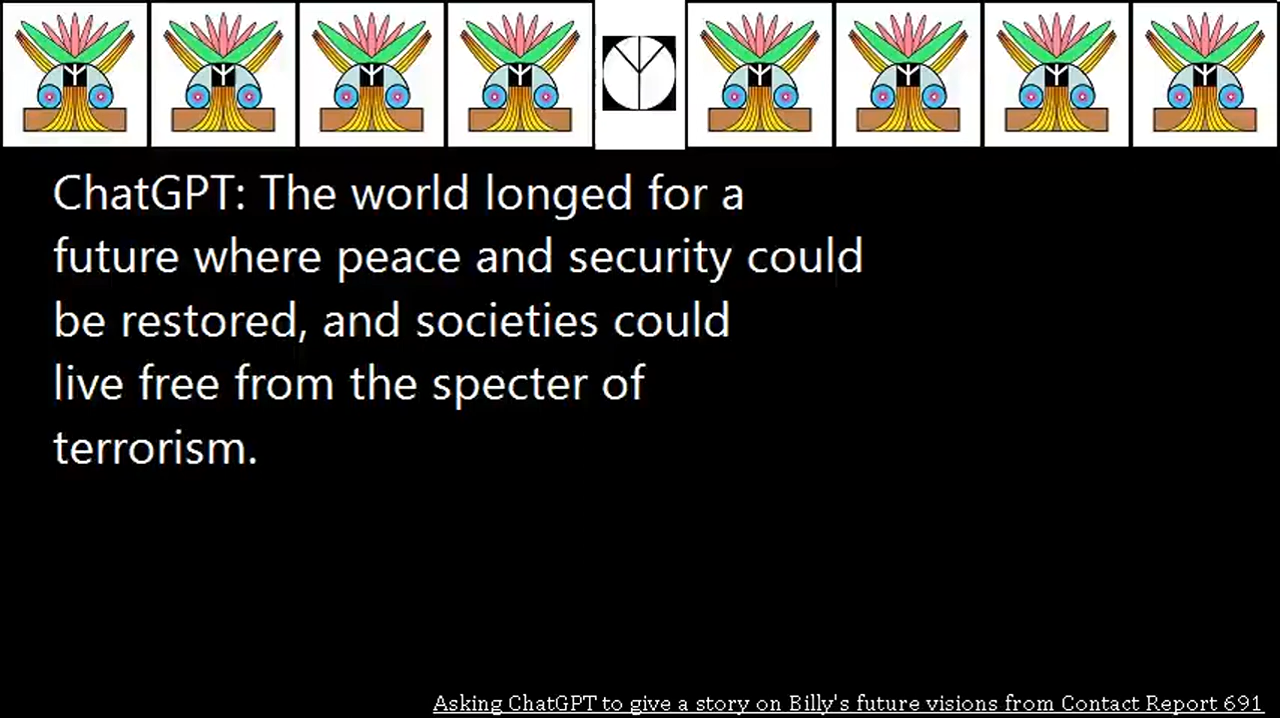 ChatGPT: The world longed for a
future where peace and security could
be restored, and societies could
live free from the specter of
terrorism.
Asking ChatGPT to give a story on Billy's future visions from Contact Report 691